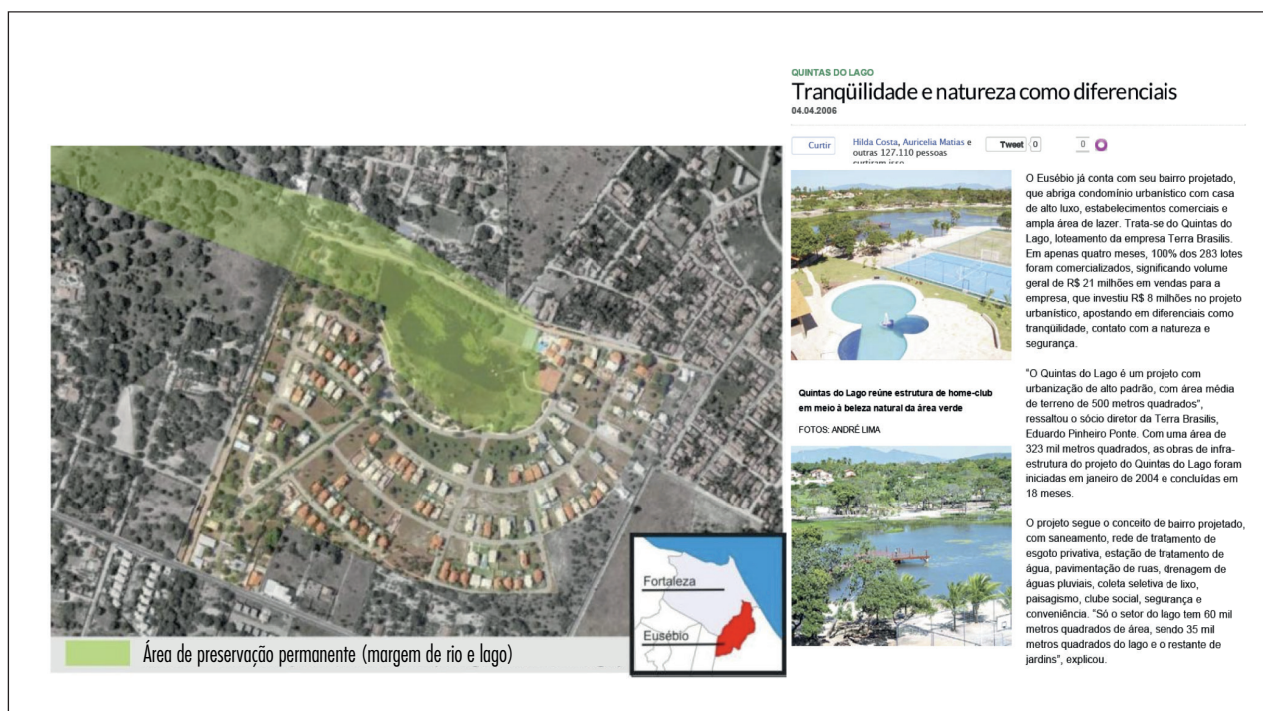 QUINTAS DO LAGO
Tranqüilidade e natureza como diferenciais
04.04.2006
Curtir
Hilda Costa, Auricelia Matias e
outras 127.110 pessoas
curtiram isso
Tweet 0
0
Quintas do Lago reúne estrutura de home-club
em meio à beleza natural da área verde
FOTOS: ANDRÉ LIMA
O Eusébio já conta com seu bairro projetado,
que abriga condomínio urbanístico com casa
de alto luxo, estabelecimentos comerciais e
ampla área de lazer. Trata-se do Quintas do
Lago, loteamento da empresa Terra Brasilis.
Em apenas quatro meses, 100% dos 283 lotes
foram comercializados, significando volume
geral de R$ 21 milhões em vendas para a
empresa, que investiu R$ 8 milhões no projeto
urbanístico, apostando em diferenciais como
tranqüilidade, contato com a natureza e
segurança.
"O Quintas do Lago é um projeto com
urbanização de alto padrão, com área média
de terreno de 500 metros quadrados",
ressaltou o sócio diretor da Terra Brasilis,
Eduardo Pinheiro Ponte. Com uma área de
323 mil metros quadrados, as obras de infra-
estrutura do projeto do Quintas do Lago foram
iniciadas em janeiro de 2004 e concluídas em
18 meses.
O projeto segue o conceito de bairro projetado,
com saneamento, rede de tratamento de
esgoto privativa, estação de tratamento de
água, pavimentação de ruas, drenagem de
águas pluviais, coleta seletiva de lixo,
paisagismo, clube social, segurança e
conveniência. "Só o setor do lago tem 60 mil
metros quadrados de área, sendo 35 mil
metros quadrados do lago e o restante de
jardins", explicou.
Fortaleza
Eusébio
Área de preservação permanente (margem de rio e lago)